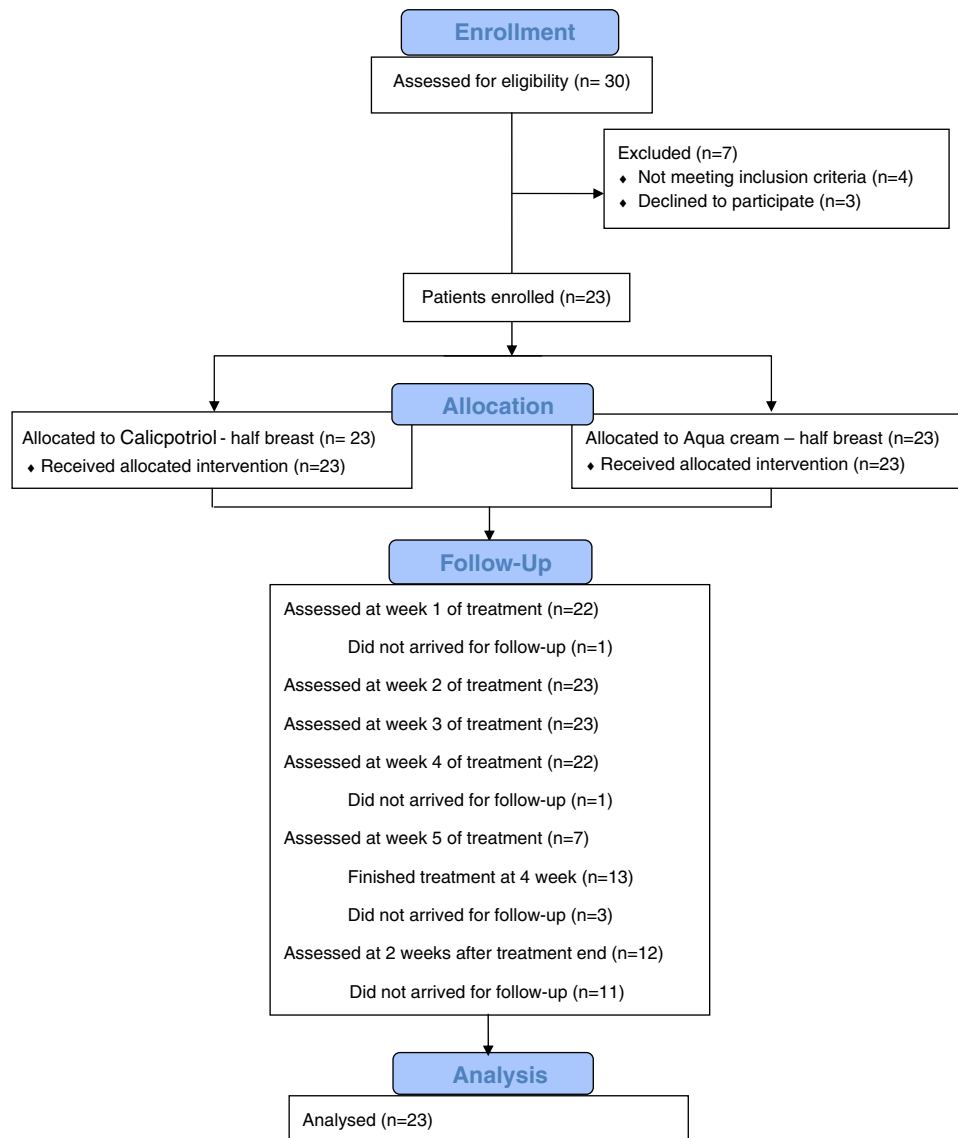 Enrollment
Assessed for eligibility (n= 30)
Excluded (n=7)
♦ Not meeting inclusion criteria (n=4)
♦ Declined to participate (n=3)
Patients enrolled (n=23)
Allocation
Allocated to Calicpotriol - half breast (n= 23)
♦ Received allocated intervention (n=23)
Allocated to Aqua cream – half breast (n=23)
♦ Received allocated intervention (n=23)
Follow-Up
Assessed at week 1 of treatment (n=22)
Did not arrived for follow-up (n=1)
Assessed at week 2 of treatment (n=23)
Assessed at week 3 of treatment (n=23)
Assessed at week 4 of treatment (n=22)
Did not arrived for follow-up (n=1)
Assessed at week 5 of treatment (n=7)
Finished treatment at 4 week (n=13)
Did not arrived for follow-up (n=3)
Assessed at 2 weeks after treatment end (n=12)
Did not arrived for follow-up (n=11)
Analysis
Analysed (n=23)